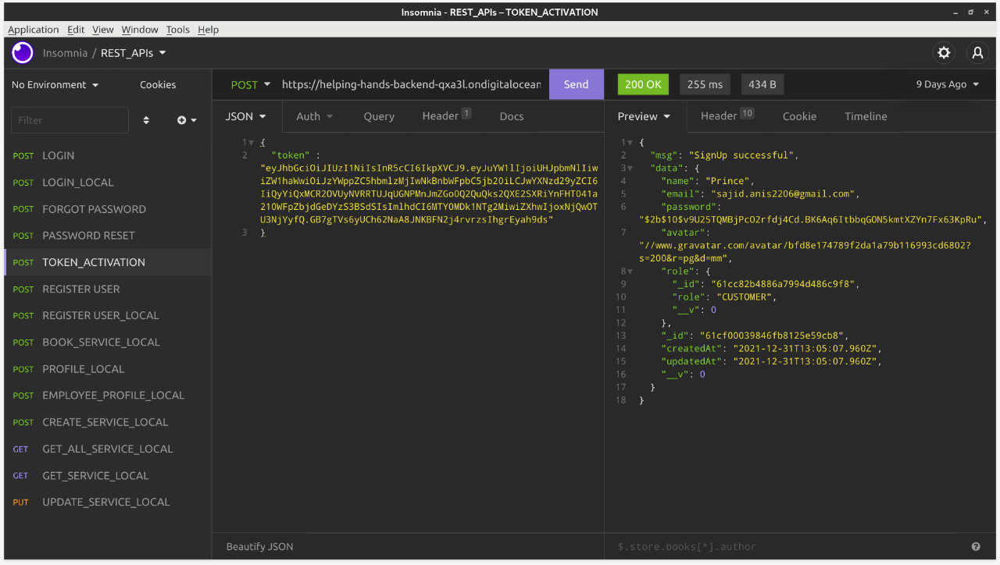 Insomnia - REST_APIs – TOKEN_ACTIVATION
Application Edit View Window Tools Help
Insomnia / REST_APIs
No Environment Cookies
POST https://helping-hands-backend-qxa3l.ondigitalocean Send
200 OK 255 ms 434 B 9 Days Ago
Filter
JSON Auth Query Header 1 Docs
Preview Header 10 Cookie Timeline
POST LOGIN
POST LOGIN_LOCAL
POST FORGOT PASSWORD
POST PASSWORD RESET
POST TOKEN_ACTIVATION
POST REGISTER USER
POST REGISTER USER_LOCAL
POST BOOK_SERVICE_LOCAL
POST PROFILE_LOCAL
POST EMPLOYEE_PROFILE_LOCAL
POST CREATE_SERVICE_LOCAL
GET GET_ALL_SERVICE_LOCAL
GET GET_SERVICE_LOCAL
PUT UPDATE_SERVICE_LOCAL
1 {
2 "token" :
"eyJhbGciOiJIUzI1NiIsInR5cCI6IkpXVCJ9.eyJuYW1lIjoiUHJpbmNlIiw
iZW1haWwiOiJzYWppZC5hbmlzMjIwNkBnbWFpbC5jb20iLCJwYXNzd29yZCI6
IiQyYiQxMCR2OVUyNVRRTUJqUGNPMnJmZGo0Q2QuQks2QXE2SXRiYnFHT041a
210WFpZbjdGeDYzS3BSdSIsImlhdCI6MTY0MDk1NTg2MiwiZXhwIjoxNjQwOT
U3NjYyfQ.GB7gTVs6yUCh62NaA8JNKBFN2j4rvrzsIhgrEyah9ds"
3 }
1 {
2 "msg": "SignUp successful",
3 "data": {
4 "name": "Prince",
5 "email": "sajid.anis2206@gmail.com",
6 "password":
"$2b$10$v9U25TQMBjPcO2rfdj4Cd.BK6Aq6ItbbqGON5kmtXZYn7Fx63KpRu",
7 "avatar":
"//www.gravatar.com/avatar/bfd8e174789f2da1a79b116993cd6802?
s=200&r=pg&d=mm",
8 "role": {
9 "_id": "61cc82b4886a7994d486c9f8",
10 "role": "CUSTOMER",
11 "__v": 0
12 },
13 "_id": "61cf00039846fb8125e59cb8",
14 "createdAt": "2021-12-31T13:05:07.960Z",
15 "updatedAt": "2021-12-31T13:05:07.960Z",
16 "__v": 0
17 }
18 }
Beautify JSON
$.store.books[*].author